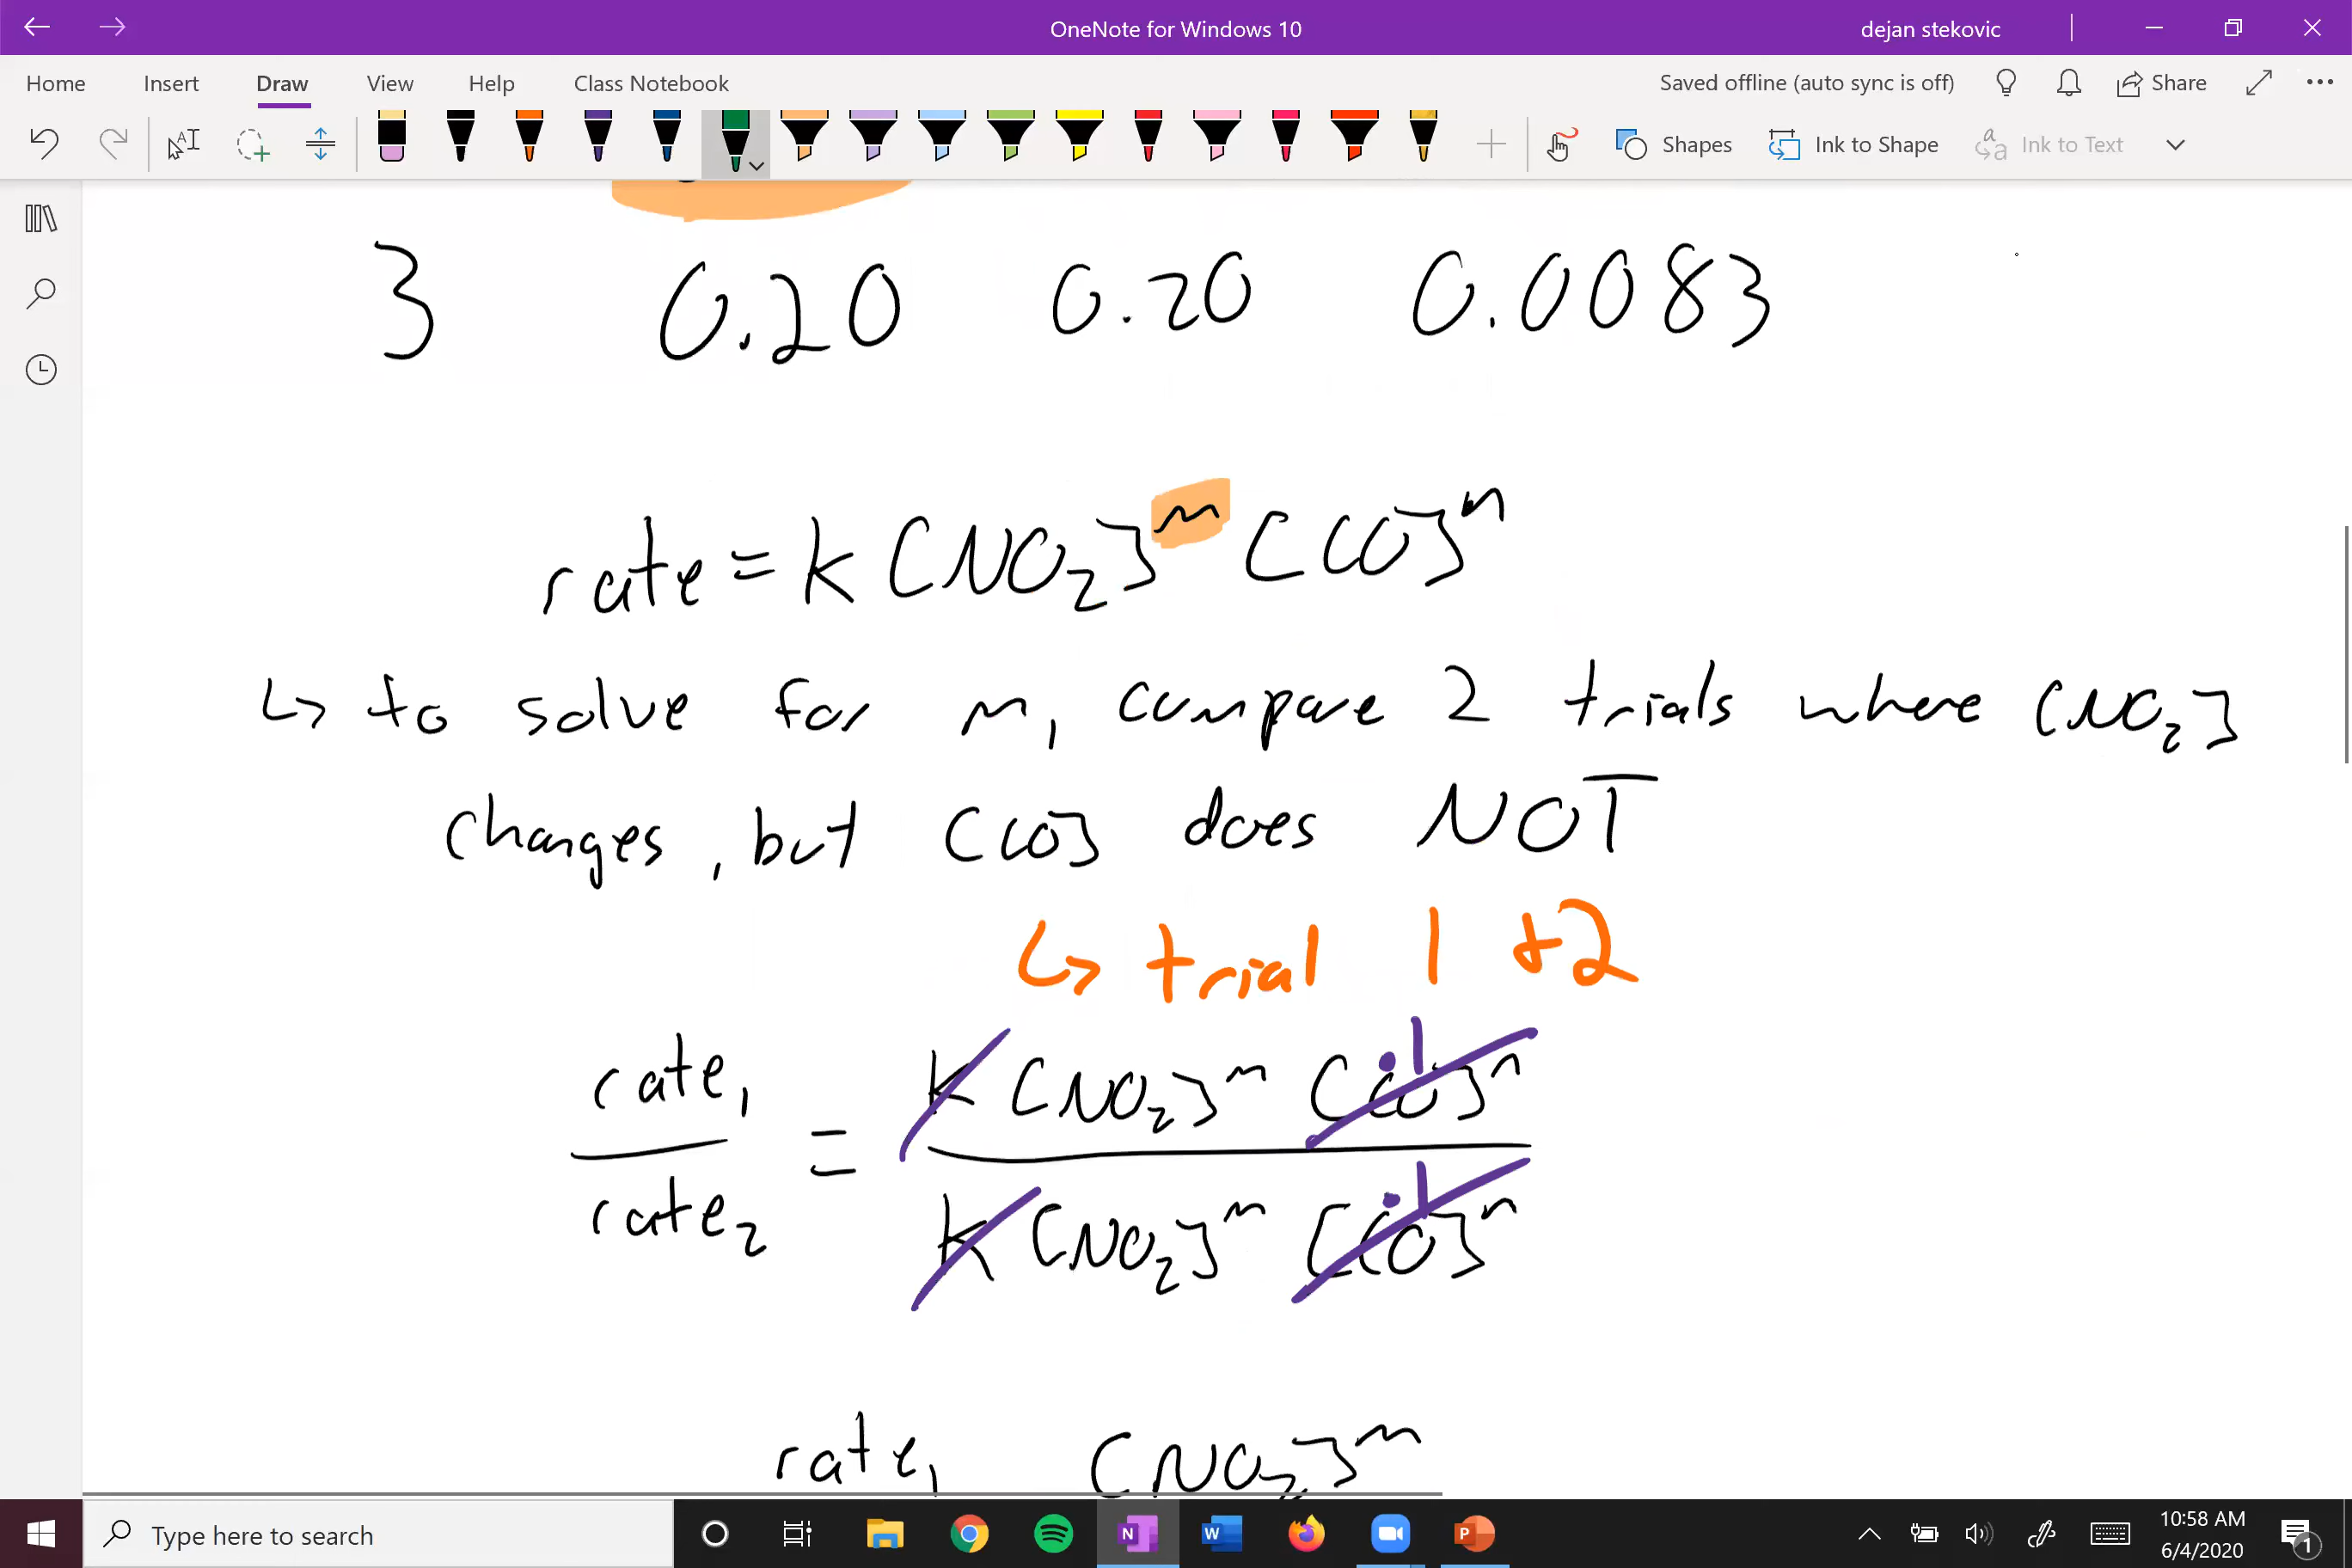 OneNote for Windows 10 dejan stekovic
Home Insert Draw View Help Class Notebook Saved offline (auto sync is off) Share
Shapes Ink to Shape Ink to Text
3 0.20 0.20 0.0083
rate = k [NO₂]ᵐ [CO]ⁿ
↳ to solve for m, compare 2 trials where [NO₂]
changes, but [CO] does NOT
↳ trial 1 + 2
rate₁
k [NO₂]ᵐ [CO]ⁿ
.1
=
rate₂
k [NO₂]ᵐ [CO]ⁿ
.1
rate₁ [NO₂]ᵐ
Type here to search
N W P
10:58 AM
6/4/2020
1